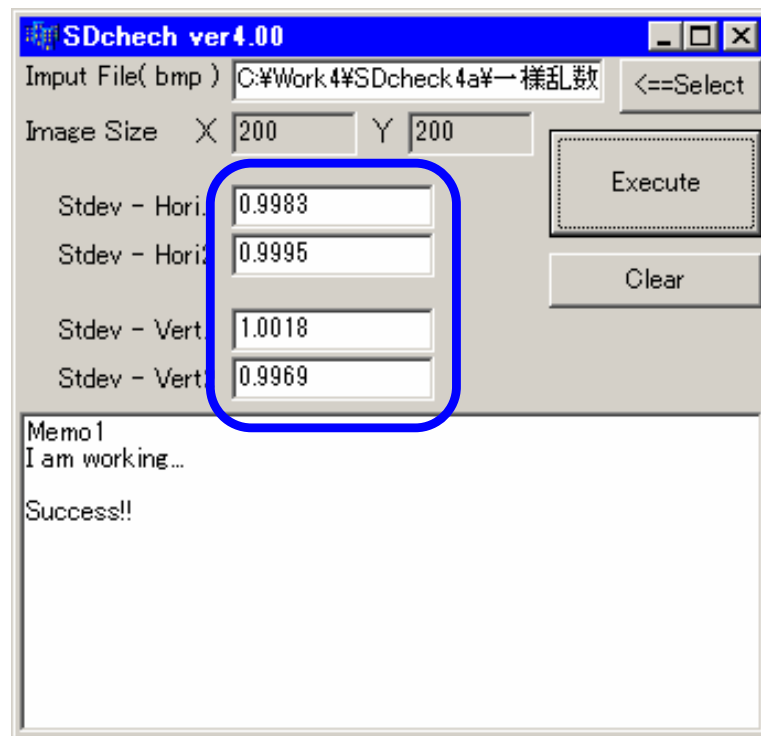 SDchech ver4.00
Imput File( bmp ) C:¥Work4¥SDcheck4a¥一様乱数 <==Select
Image Size X 200 Y 200
Execute
Stdev - Hori. 0.9983
Stdev - Hori2 0.9995
Clear
Stdev - Vert. 1.0018
Stdev - Vert 0.9969
Memo1
I am working...
Success!!